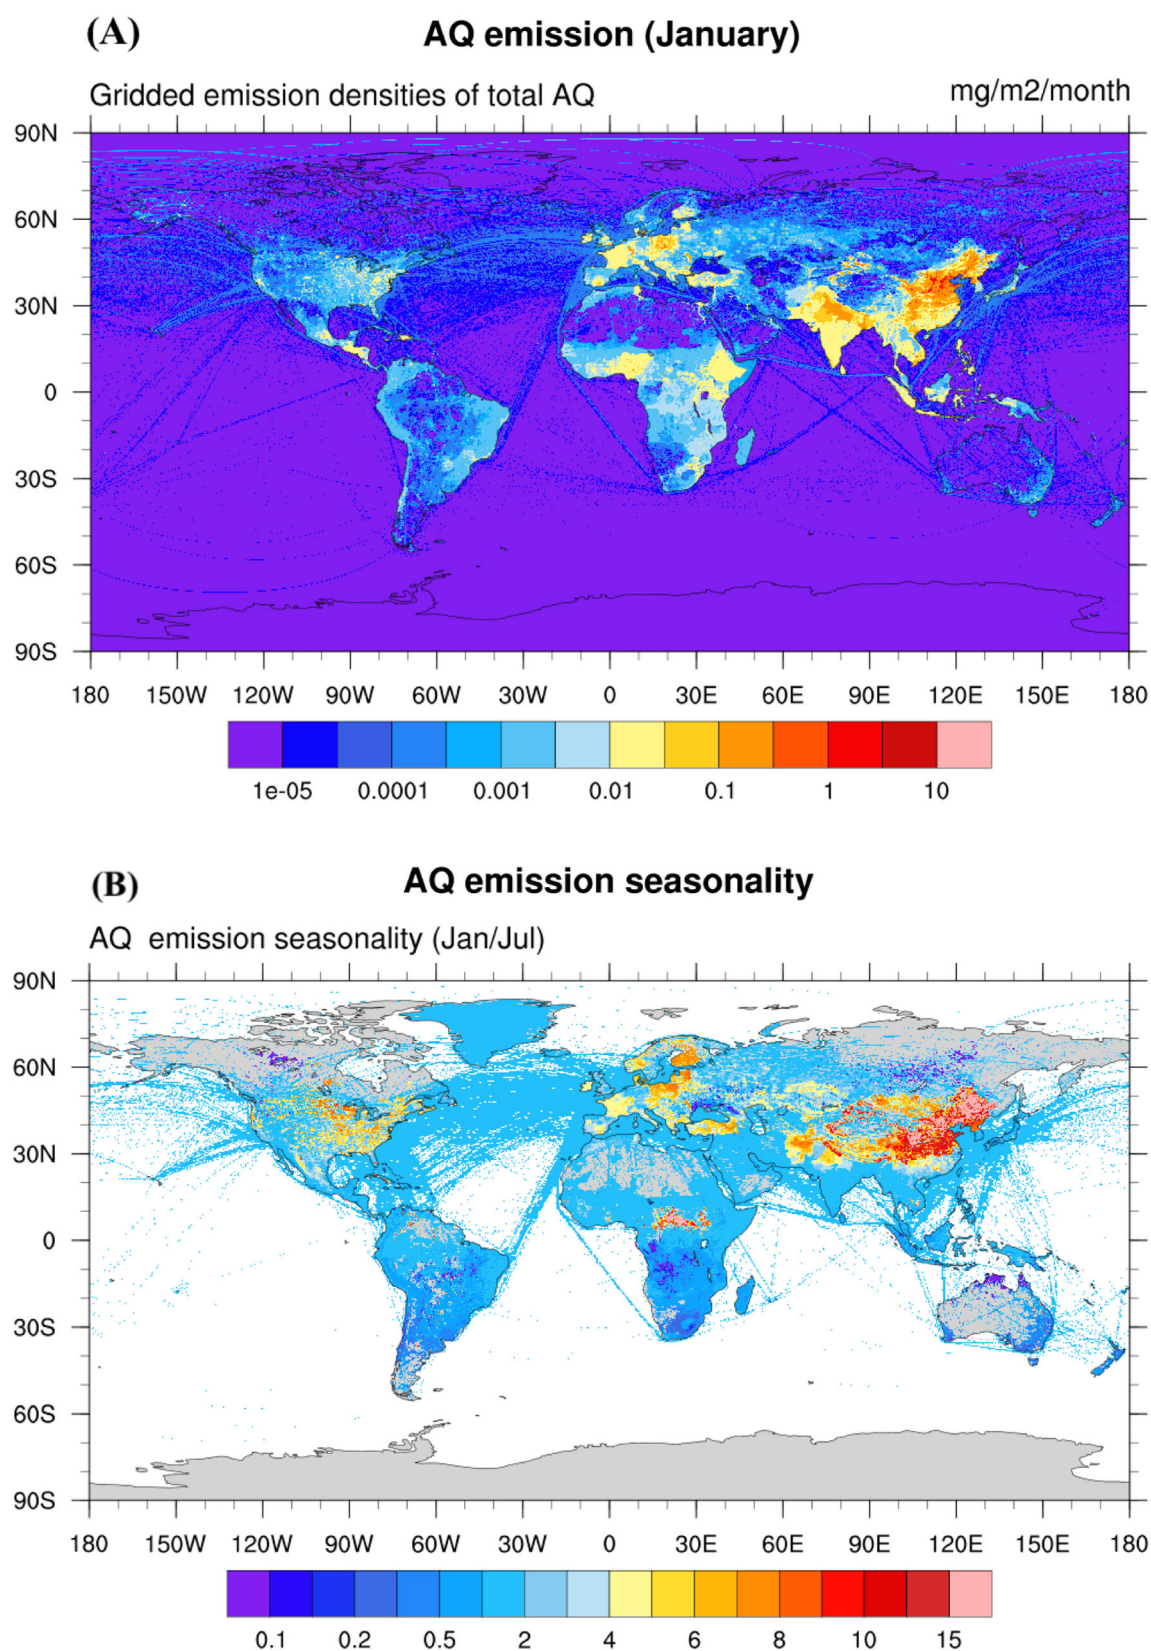 (A)
AQ emission (January)
Gridded emission densities of total AQ
mg/m2/month
90N
60N
30N
0
30S
60S
90S
180 150W 120W 90W 60W 30W 0 30E 60E 90E 120E 150E 180
1e-05 0.0001 0.001 0.01 0.1 1 10
(B)
AQ emission seasonality
AQ emission seasonality (Jan/Jul)
90N
60N
30N
0
30S
60S
90S
180 150W 120W 90W 60W 30W 0 30E 60E 90E 120E 150E 180
0.1 0.2 0.5 2 4 6 8 10 15